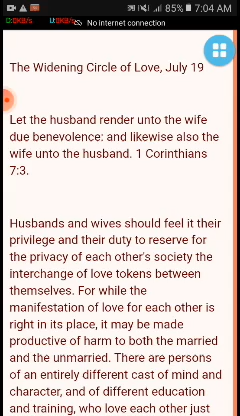 0:0KB/s U:0KB/s 85% 7:04 AM
No internet connection
The Widening Circle of Love, July 19
Let the husband render unto the wife
due benevolence: and likewise also the
wife unto the husband. 1 Corinthians
7:3.
Husbands and wives should feel it their
privilege and their duty to reserve for
the privacy of each other's society the
interchange of love tokens between
themselves. For while the
manifestation of love for each other is
right in its place, it may be made
productive of harm to both the married
and the unmarried. There are persons
of an entirely different cast of mind and
character, and of different education
and training, who love each other just